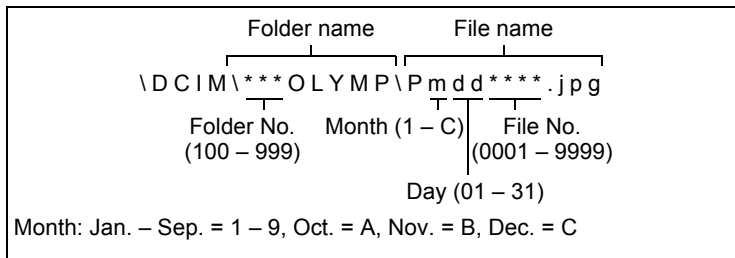 Folder name File name
\DCIM\***OLYMP\Pmdd****.jpg
Folder No. Month (1 – C) File No.
(100 – 999) (0001 – 9999)
Day (01 – 31)
Month: Jan. – Sep. = 1 – 9, Oct. = A, Nov. = B, Dec. = C